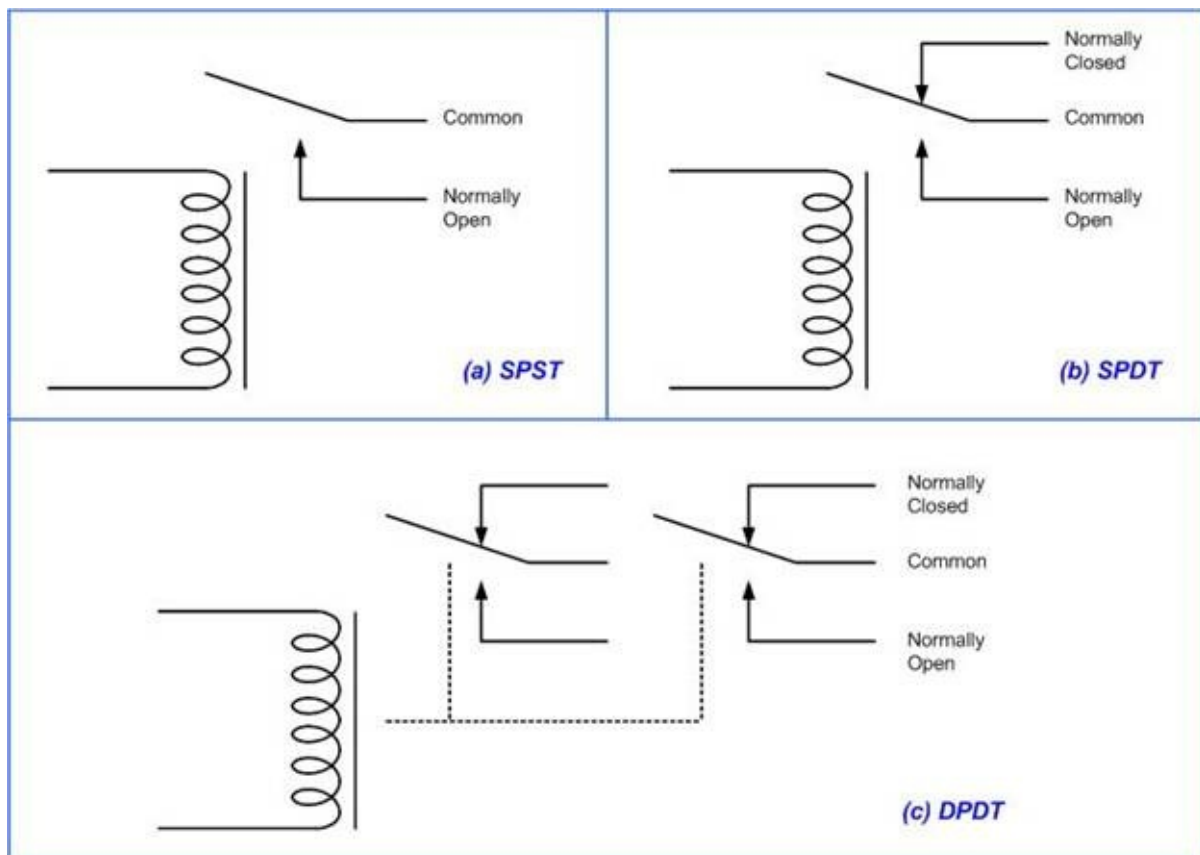 Common
Normally
Open
(a) SPST
Normally
Closed
Common
Normally
Open
(b) SPDT
Normally
Closed
Common
Normally
Open
(c) DPDT